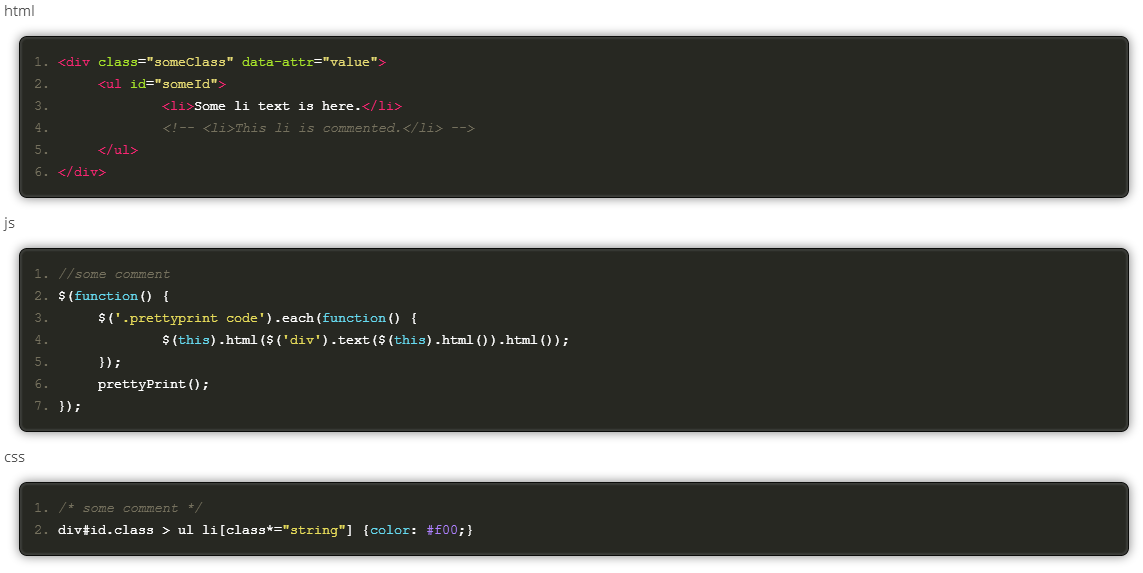 html
1. <div class="someClass" data-attr="value">
2.     <ul id="someId">
3.             <li>Some li text is here.</li>
4.             <!-- <li>This li is commented.</li> -->
5.     </ul>
6. </div>
js
1. //some comment
2. $(function() {
3.     $('.prettyprint code').each(function() {
4.             $(this).html($('div').text($(this).html()).html());
5.     });
6.     prettyPrint();
7. });
css
1. /* some comment */
2. div#id.class > ul li[class*="string"] {color: #f00;}